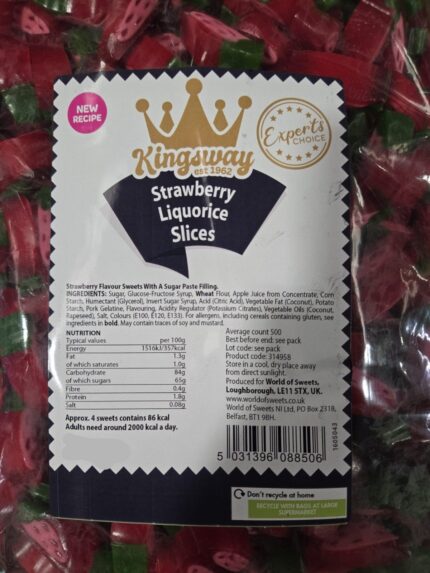 NEW
RECIPE
Kingsway
est 1962
Experts
CHOICE
Strawberry
Liquorice
Slices
Strawberry Flavour Sweets With A Sugar Paste Filling.
INGREDIENTS: Sugar, Glucose-Fructose Syrup, Wheat Flour, Apple Juice from Concentrate, Corn
Starch, Humectant (Glycerol), Invert Sugar Syrup, Acid (Citric Acid), Vegetable Fat (Coconut), Potato
Starch, Pork Gelatine, Flavouring, Acidity Regulator (Potassium Citrates), Vegetable Oils (Coconut,
Rapeseed), Salt, Colours (E100, E120, E133). For allergens, including cereals containing gluten, see
ingredients in bold. May contain traces of soy and mustard.
NUTRITION
Typical values per 100g
Energy 1516kJ/357kcal
Fat 1.3g
of which saturates 1.0g
Carbohydrate 84g
of which sugars 65g
Fibre 0.4g
Protein 1.8g
Salt 0.08g
Approx. 4 sweets contains 86 kcal
Adults need around 2000 kcal a day.
Average count 500
Best before end: see pack
Lot code: see pack
Product code: 314958
Store in a cool, dry place away
from direct sunlight.
Produced for World of Sweets,
Loughborough, LE11 5TX, UK.
www.worldofsweets.co.uk
World of Sweets NI Ltd, PO Box 2318,
Belfast, BT1 9BH.
5 031396 088506
1605043
Don't recycle at home
RECYCLE WITH BAGS AT LARGE
SUPERMARKET